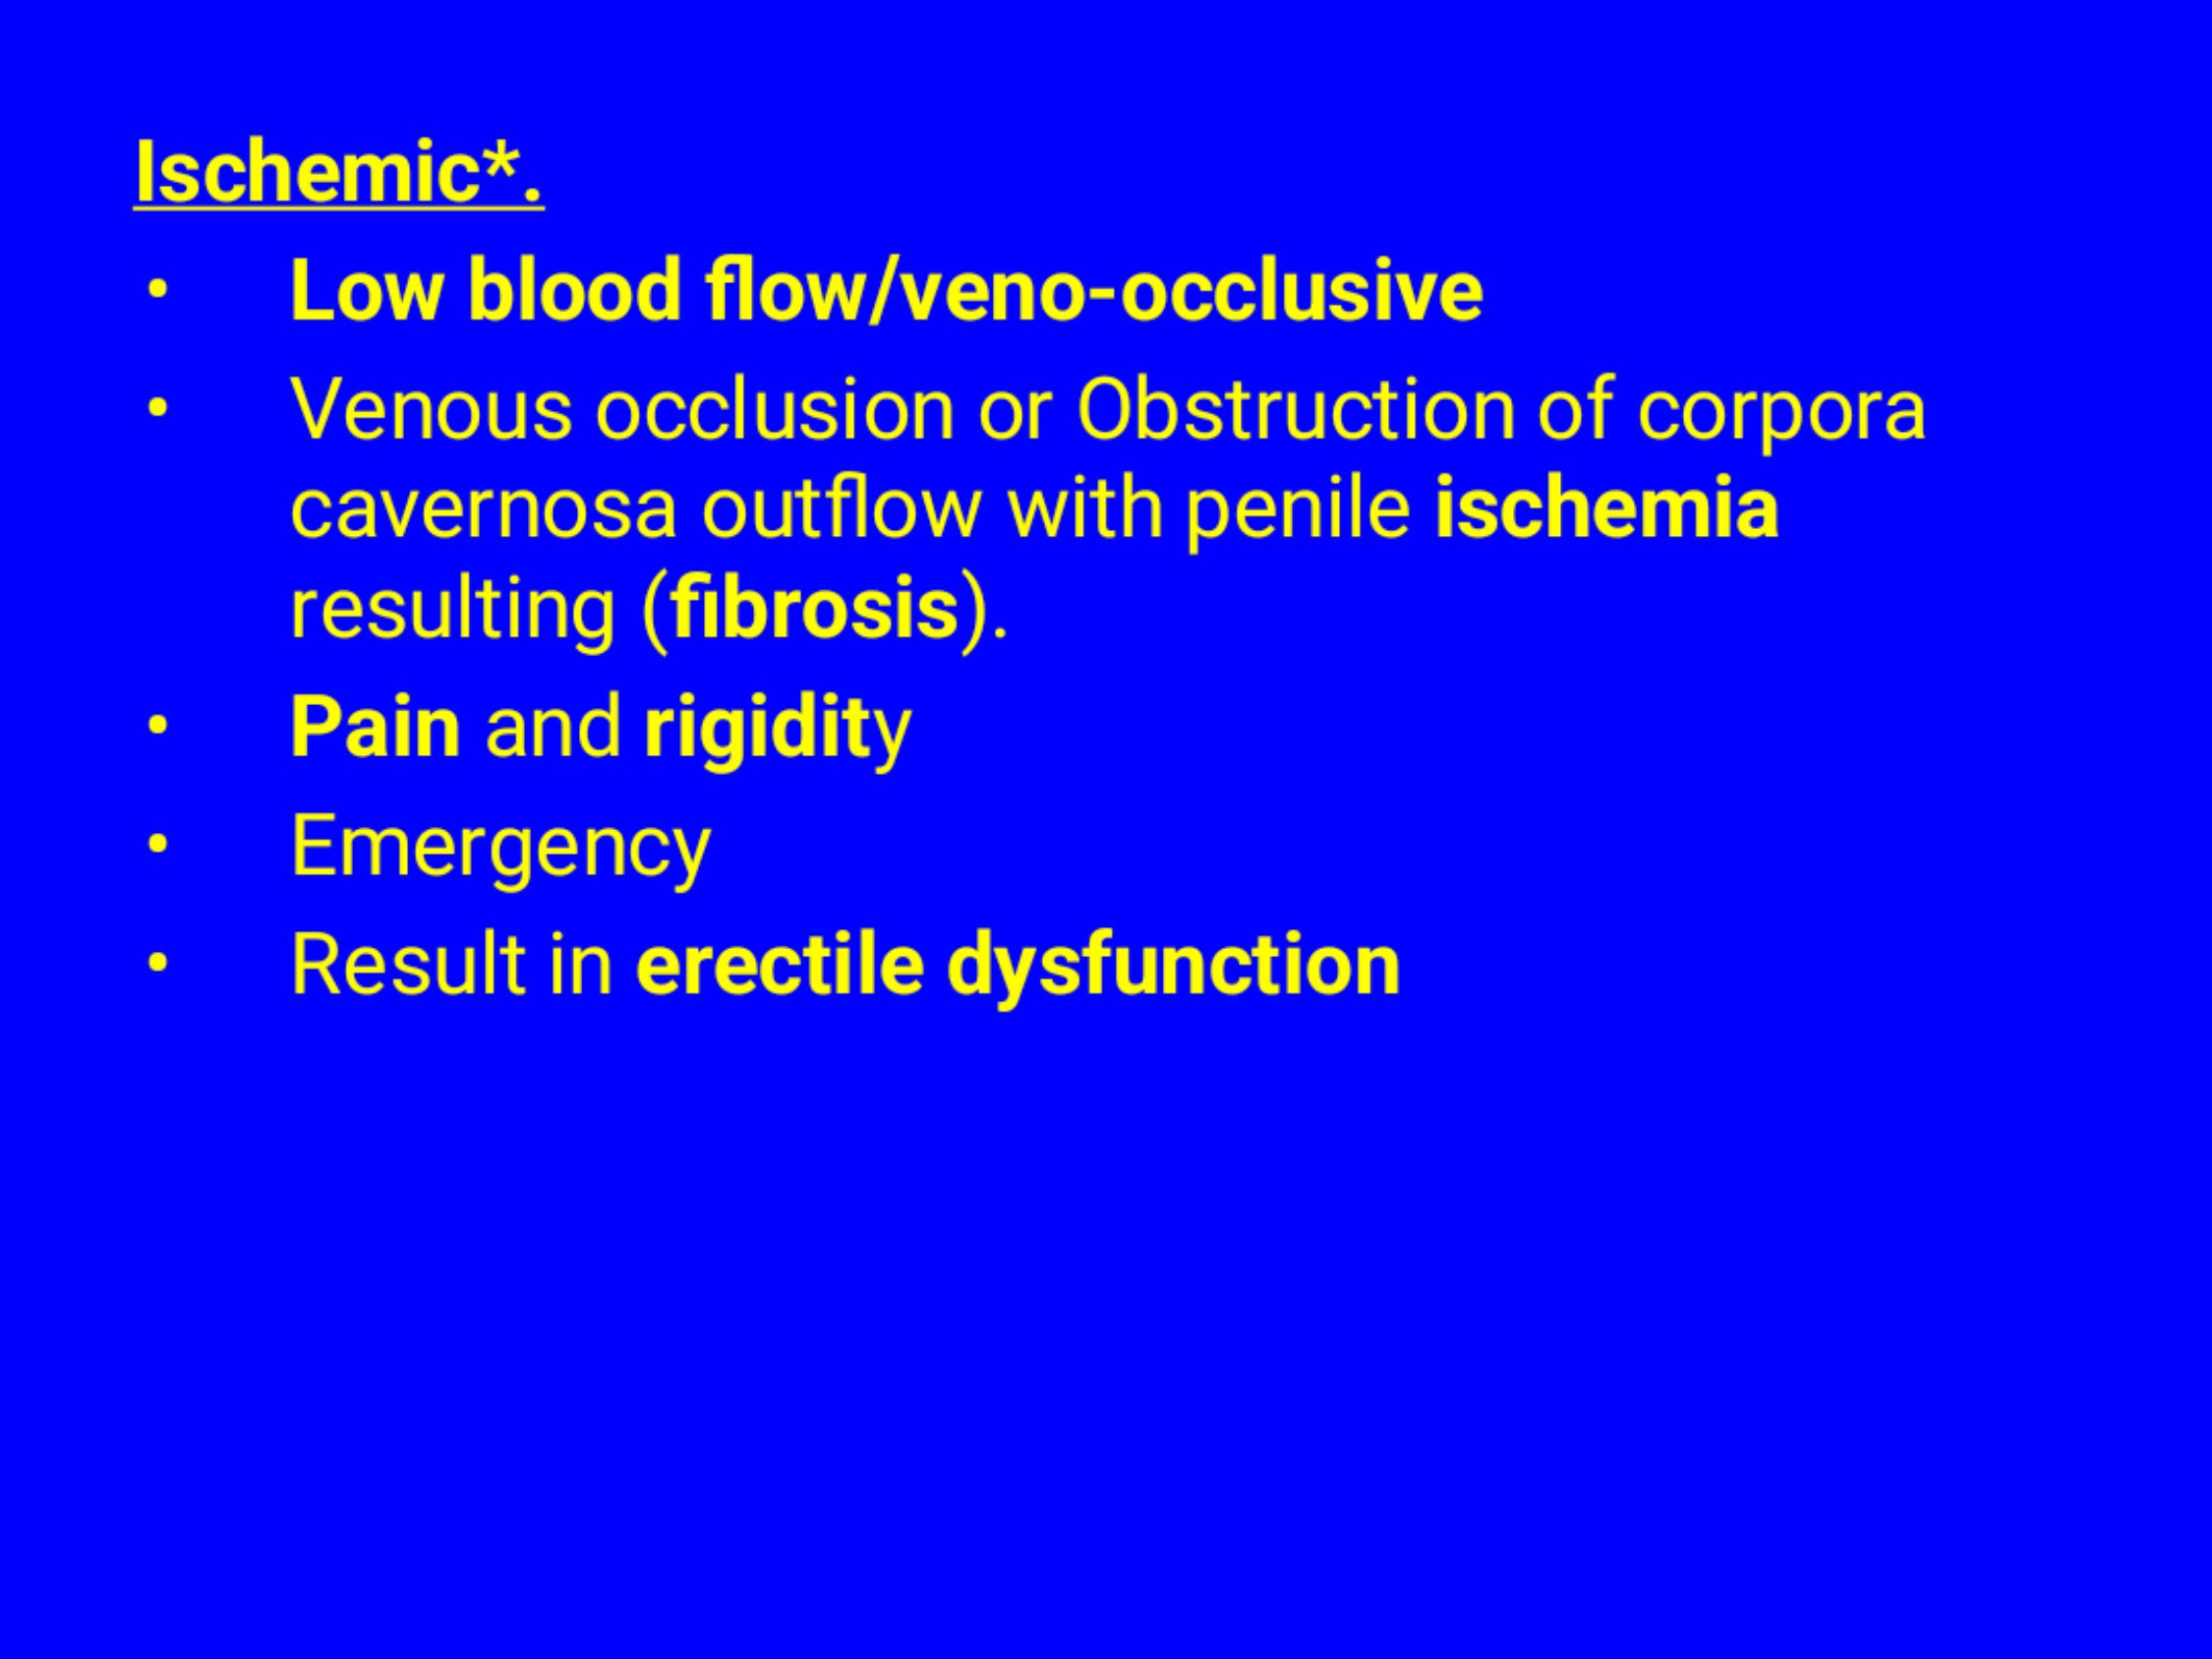 Ischemic*.
• Low blood flow/veno-occlusive
• Venous occlusion or Obstruction of corpora
cavernosa outflow with penile ischemia
resulting (fibrosis).
• Pain and rigidity
• Emergency
• Result in erectile dysfunction